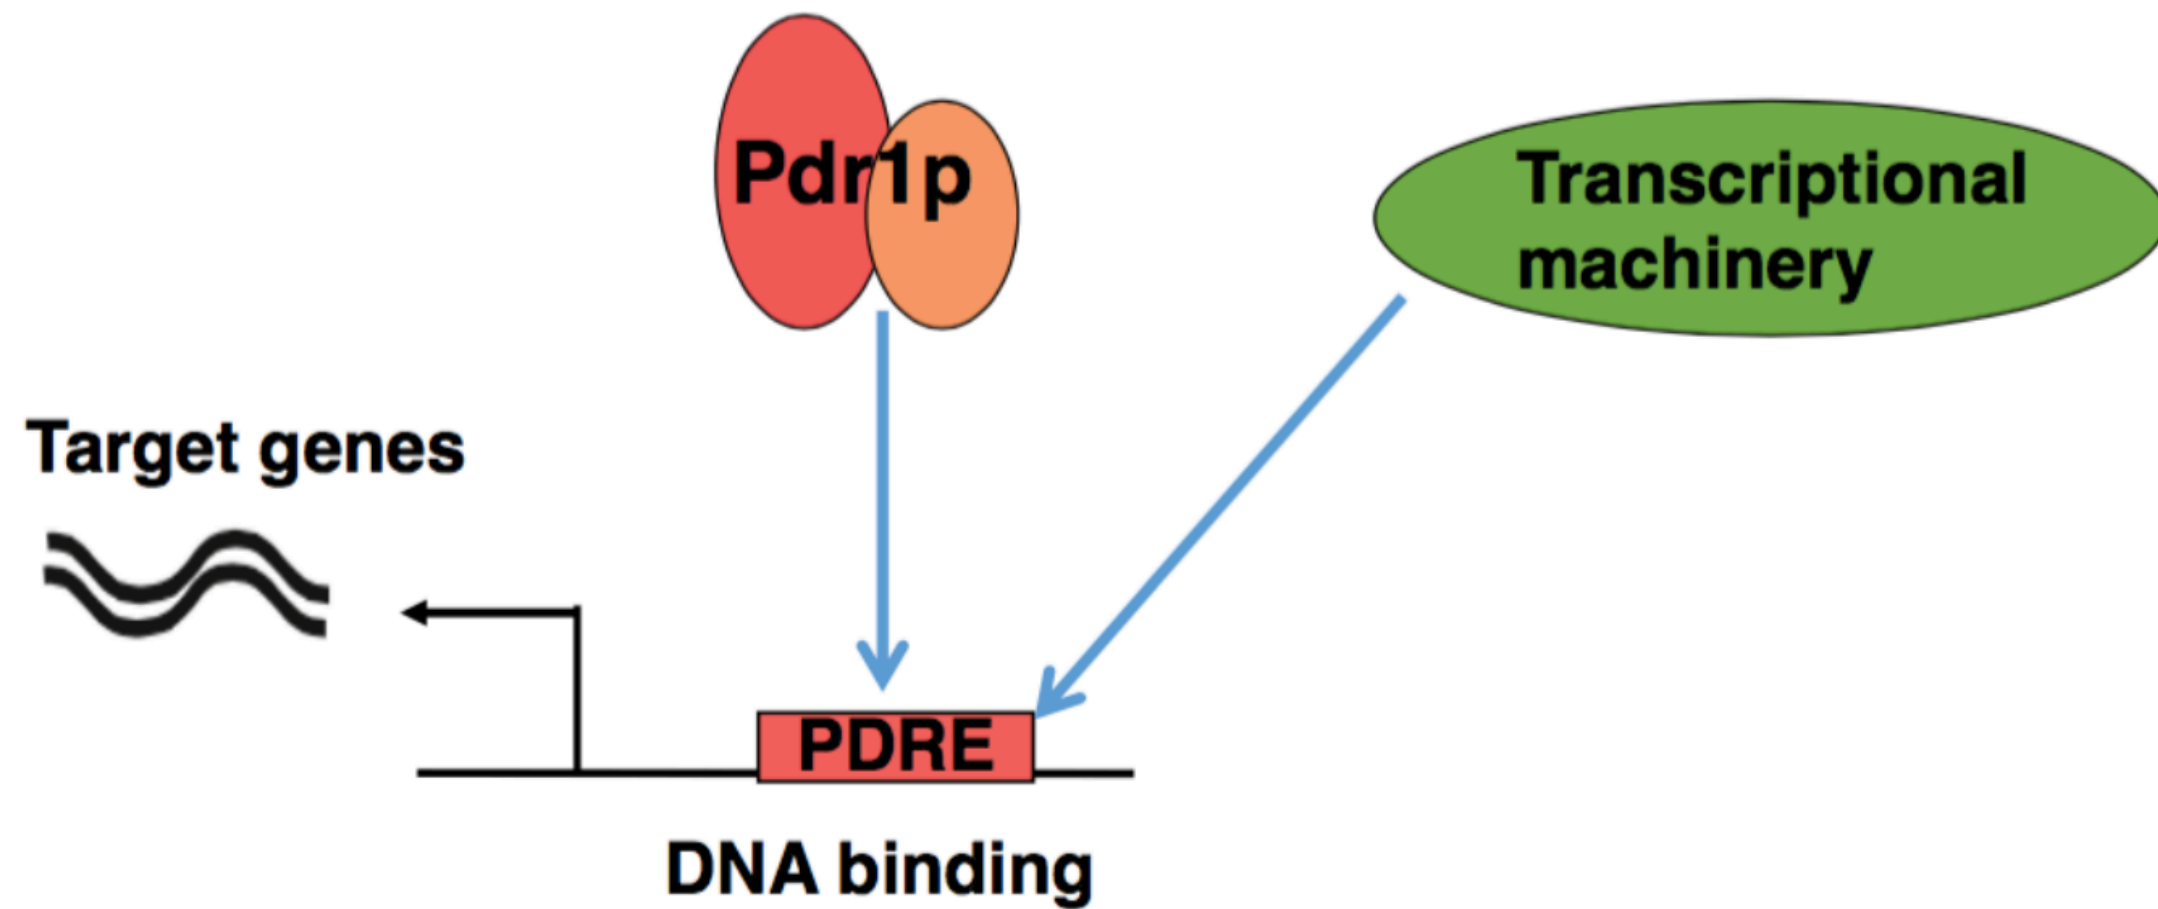 Pdr1p
Transcriptional
machinery
Target genes
PDRE
DNA binding